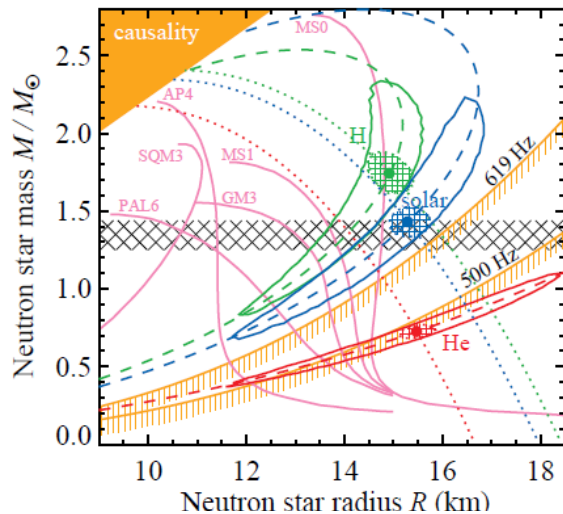 Neutron star mass M/M☉
2.5
2.0
1.5
1.0
0.5
0.0
causality
MS0
AP4
SQM3
MS1
H
GM3
PAL6
solar
619 Hz
500 Hz
He
10
12
14
16
18
Neutron star radius R (km)